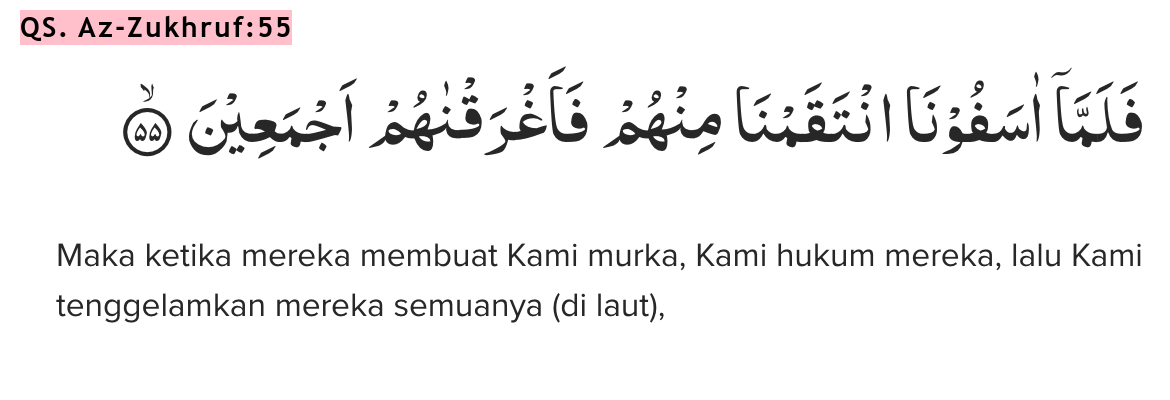 QS. Az-Zukhruf:55
فَلَمَّآ اٰسَفُوْنَا انْتَقَمْنَا مِنْهُمْ فَاَغْرَقْنٰهُمْ اَجْمَعِيْنَۙ ۝٥٥
Maka ketika mereka membuat Kami murka, Kami hukum mereka, lalu Kami
tenggelamkan mereka semuanya (di laut),